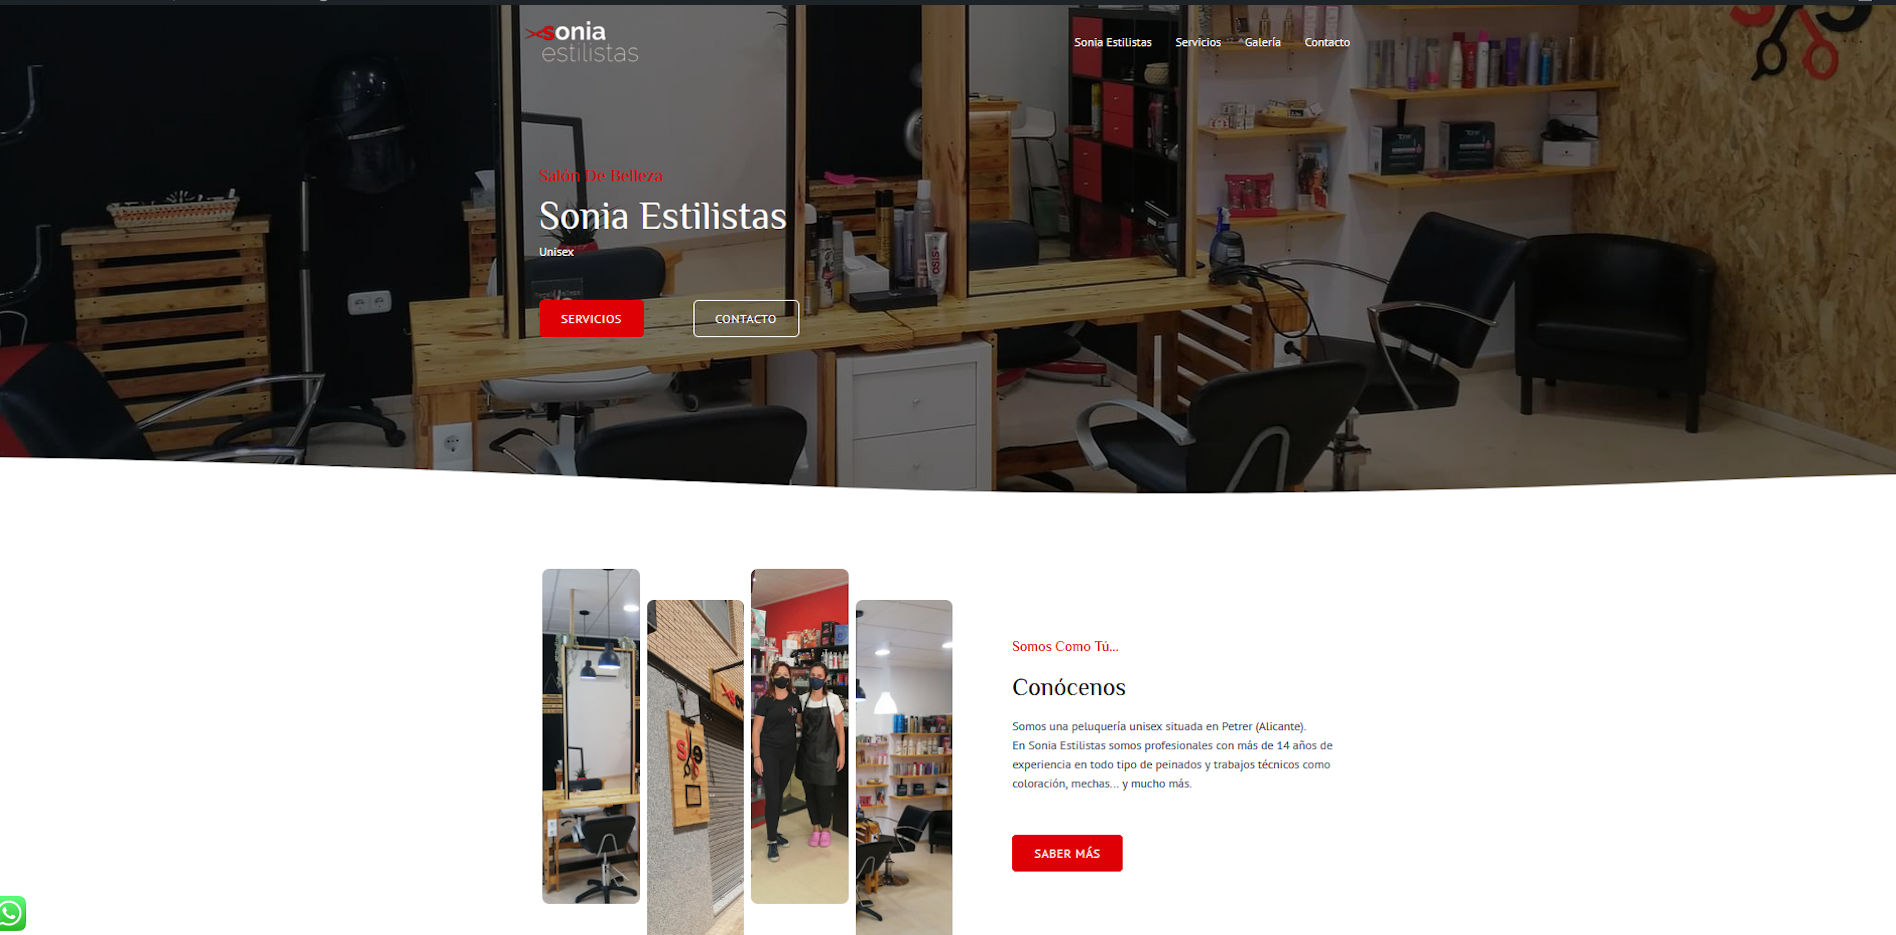 sonia
estilistas
Sonia Estilistas
Servicios
Galería
Contacto
Salón De Belleza
Sonia Estilistas
Unisex
SERVICIOS
CONTACTO
Somos Como Tú...
Conócenos
Somos una peluquería unisex situada en Petrer (Alicante).
En Sonia Estilistas somos profesionales con más de 14 años de
experiencia en todo tipo de peinados y trabajos técnicos como
coloración, mechas... y mucho más.
SABER MÁS